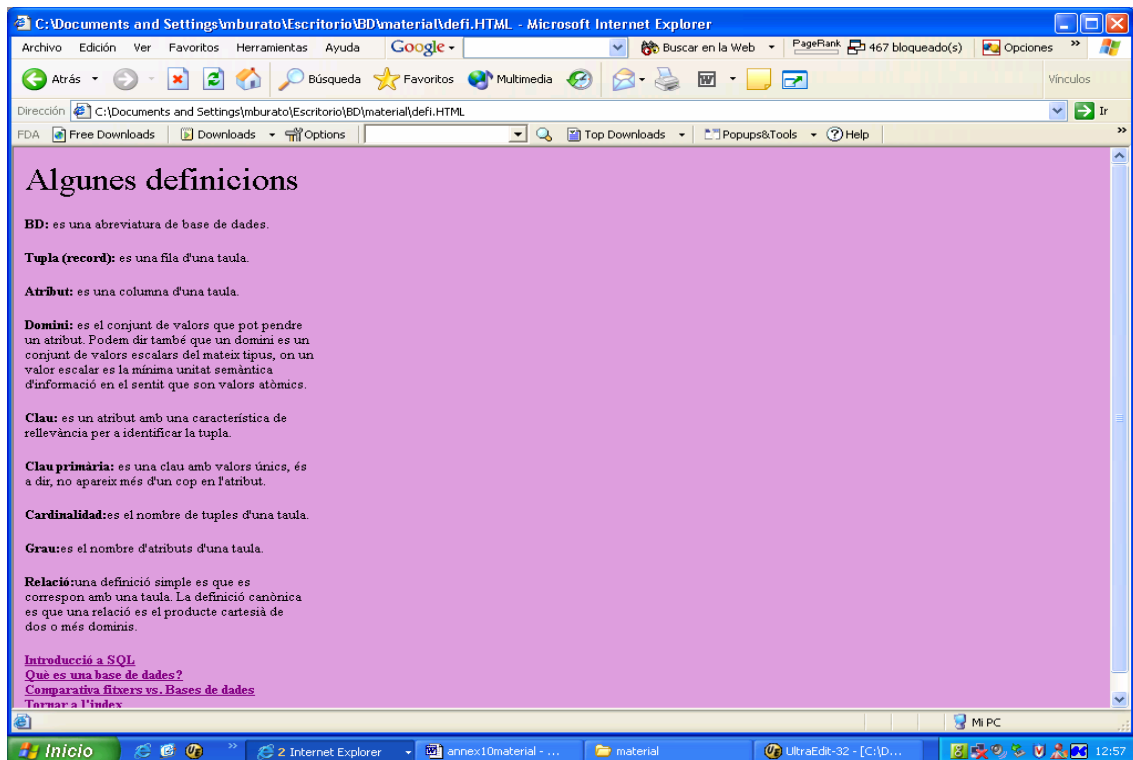 C:\Documents and Settings\mburato\Escritorio\BD\material\defi.HTML - Microsoft Internet Explorer
Archivo Edición Ver Favoritos Herramientas Ayuda Google Buscar en la Web PageRank 467 bloqueado(s) Opciones »
Atrás Búsqueda Favoritos Multimedia Vínculos
Dirección C:\Documents and Settings\mburato\Escritorio\BD\material\defi.HTML Ir
FDA Free Downloads Downloads Options Top Downloads Popups&Tools Help »
Algunes definicions
BD: es una abreviatura de base de dades.
Tupla (record): es una fila d'una taula.
Atribut: es una columna d'una taula.
Domini: es el conjunt de valors que pot pendre
un atribut. Podem dir també que un domini es un
conjunt de valors escalars del mateix tipus, on un
valor escalar es la mínima unitat semàntica
d'informació en el sentit que son valors atòmics.
Clau: es un atribut amb una característica de
rellevància per a identificar la tupla.
Clau primària: es una clau amb valors únics, és
a dir, no apareix més d'un cop en l'atribut.
Cardinalidad:es el nombre de tuples d'una taula.
Grau:es el nombre d'atributs d'una taula.
Relació:una definició simple es que es
correspon amb una taula. La definició canònica
es que una relació es el producte cartesià de
dos o més dominis.
Introducció a SQL
Què es una base de dades?
Comparativa fitxers vs. Bases de dades
Tornar a l'index
Mi PC
Inicio » 2 Internet Explorer annex10material - ... material UltraEdit-32 - [C:\D... 12:57